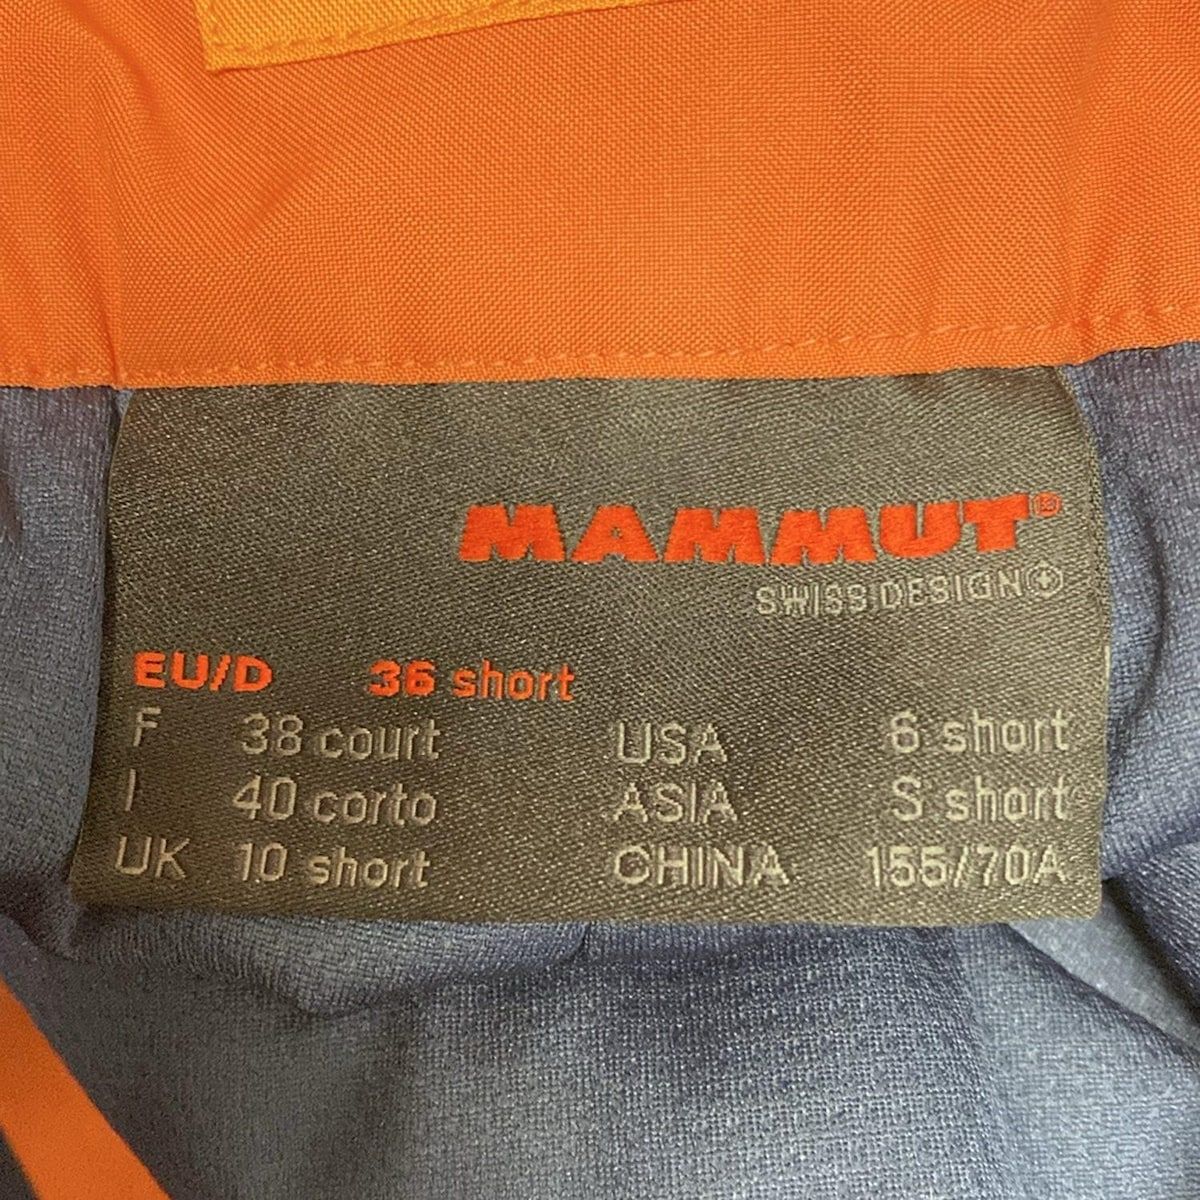 MAMMUT®
SWISS DESIGN
EU/D 36 short
F 38 court USA 6 short
I 40 corto ASIA S short
UK 10 short CHINA 155/70A